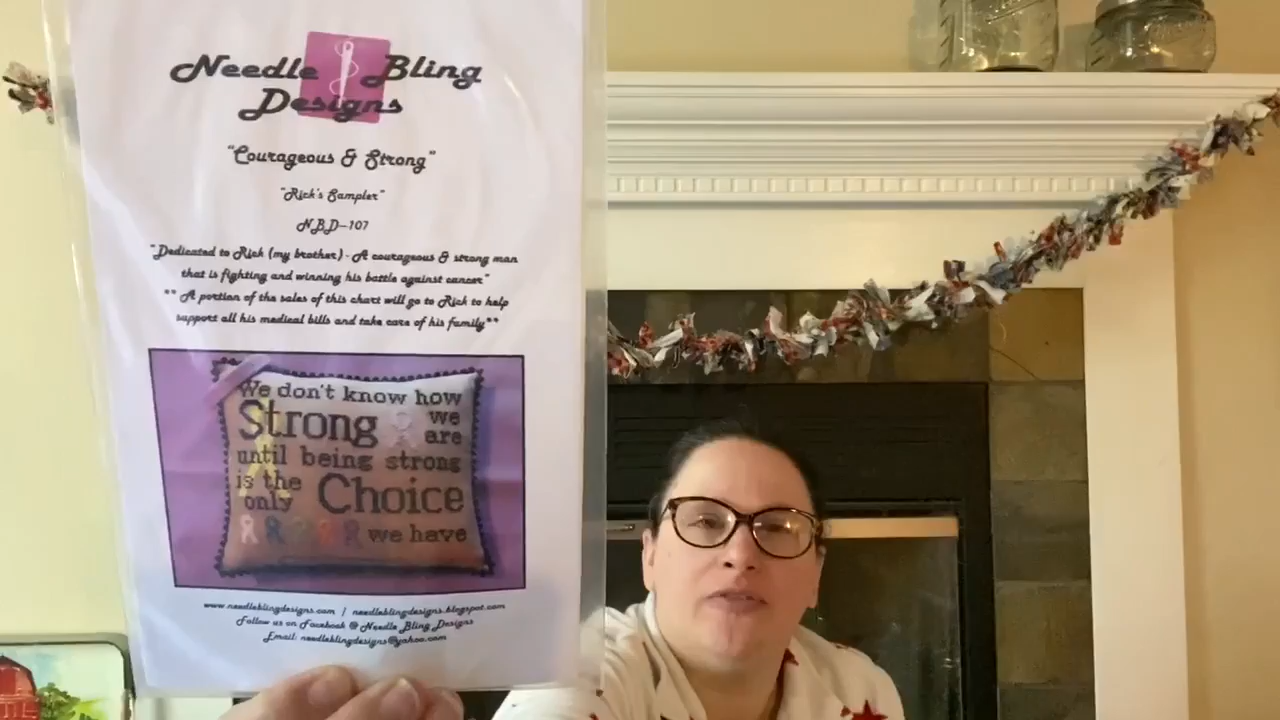 Needle Bling
Designs
"Courageous & Strong"
"Rick's Sampler"
NBD-107
"Dedicated to Rick (my brother) - A courageous & strong man
that is fighting and winning his battle against cancer"
** A portion of the sales of this chart will go to Rick to help
support all his medical bills and take care of his family**
We don't know how
Strong we
are
until being strong
is the
only Choice
we have
www.needleblingdesigns.com / needleblingdesigns.blogspot.com
Follow us on Facebook @ Needle Bling Designs
Email: needleblingdesigns@yahoo.com